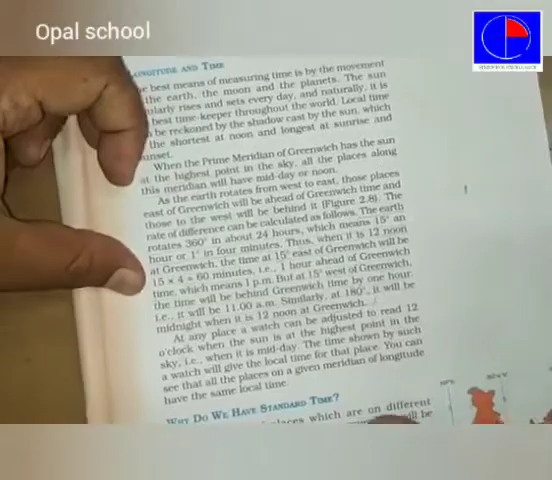 Opal school
LONGITUDE AND TIME
best means of measuring time is by the movement
the earth, the moon and the planets. The sun
ularly rises and sets every day, and naturally, it is
best time-keeper throughout the world. Local time
be reckoned by the shadow cast by the sun, which
the shortest at noon and longest at sunrise and
unset.
When the Prime Meridian of Greenwich has the sun
at the highest point in the sky, all the places along
this meridian will have mid-day or noon.
As the earth rotates from west to east, those places
east of Greenwich will be ahead of Greenwich time and
those to the west will be behind it (Figure 2.8). The
rate of difference can be calculated as follows. The earth
rotates 360° in about 24 hours, which means 15° an
hour or 1° in four minutes. Thus, when it is 12 noon
at Greenwich, the time at 15° east of Greenwich will be
15 × 4 = 60 minutes, i.e., 1 hour ahead of Greenwich
time, which means 1 p.m. But at 15° west of Greenwich,
the time will be behind Greenwich time by one hour,
i.e., it will be 11.00 a.m. Similarly, at 180°, it will be
midnight when it is 12 noon at Greenwich.
At any place a watch can be adjusted to read 12
o'clock when the sun is at the highest point in the
sky, i.e., when it is mid-day. The time shown by such
a watch will give the local time for that place. You can
see that all the places on a given meridian of longitude
have the same local time.
WHY DO WE HAVE STANDARD TIME?
places which are on different
will be